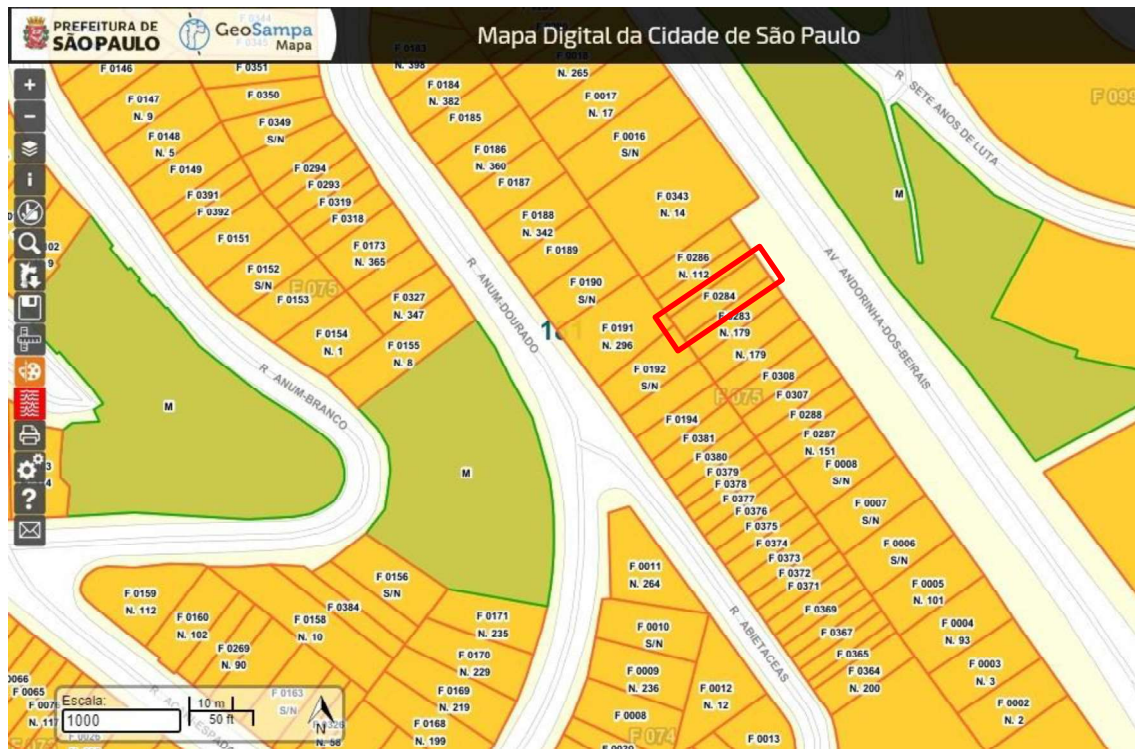 PREFEITURA DE
SÃO PAULO
GeoSampa
Mapa
Mapa Digital da Cidade de São Paulo
F 0146
F 0351
F 0147
N. 9
F 0350
F 0148
N. 5
F 0349
S/N
F 0149
F 0294
F 0293
F 0391
F 0319
F 0392
F 0318
F 0151
F 0173
N. 365
F 0152
S/N
F 075
F 0153
F 0327
N. 347
F 0154
N. 1
F 0155
N. 8
F 0183
N. 398
F 0184
N. 382
F 0185
F 0186
N. 360
F 0187
F 0188
N. 342
F 0189
F 0190
S/N
F 0191
N. 296
F 0192
S/N
F 0194
F 0381
F 0380
F 0379
F 0378
F 0377
F 0376
F 0375
F 0374
F 0373
F 0372
F 0371
F 0369
F 0367
F 0365
F 0364
N. 200
N. 265
F 0017
N. 17
F 0016
S/N
F 0343
N. 14
F 0286
N. 112
F 0284
F 0283
N. 179
N. 179
F 075
F 0308
F 0307
F 0288
F 0287
N. 151
F 0008
S/N
F 0007
S/N
F 0006
S/N
F 0005
N. 101
F 0004
N. 93
F 0003
N. 3
F 0002
N. 2
R SETE ANOS DE LUTA
AV ANDORINHA-DOS-BEIRAIS
R ANUM-DOURADO
R ANUM-BRANCO
R ABIETACEAS
M
M
M
F 0159
N. 112
F 0160
N. 102
F 0269
N. 90
F 0158
N. 10
F 0384
F 0156
S/N
F 0171
N. 235
F 0170
N. 229
F 0169
N. 219
F 0168
N. 199
F 0163
S/N
N. 58
F 0011
N. 264
F 0010
S/N
F 0009
N. 236
F 0008
F 0012
N. 12
F 0013
F 074
F 0065
N. 117
F 0026
Escala:
1000
10 m
50 ft
N